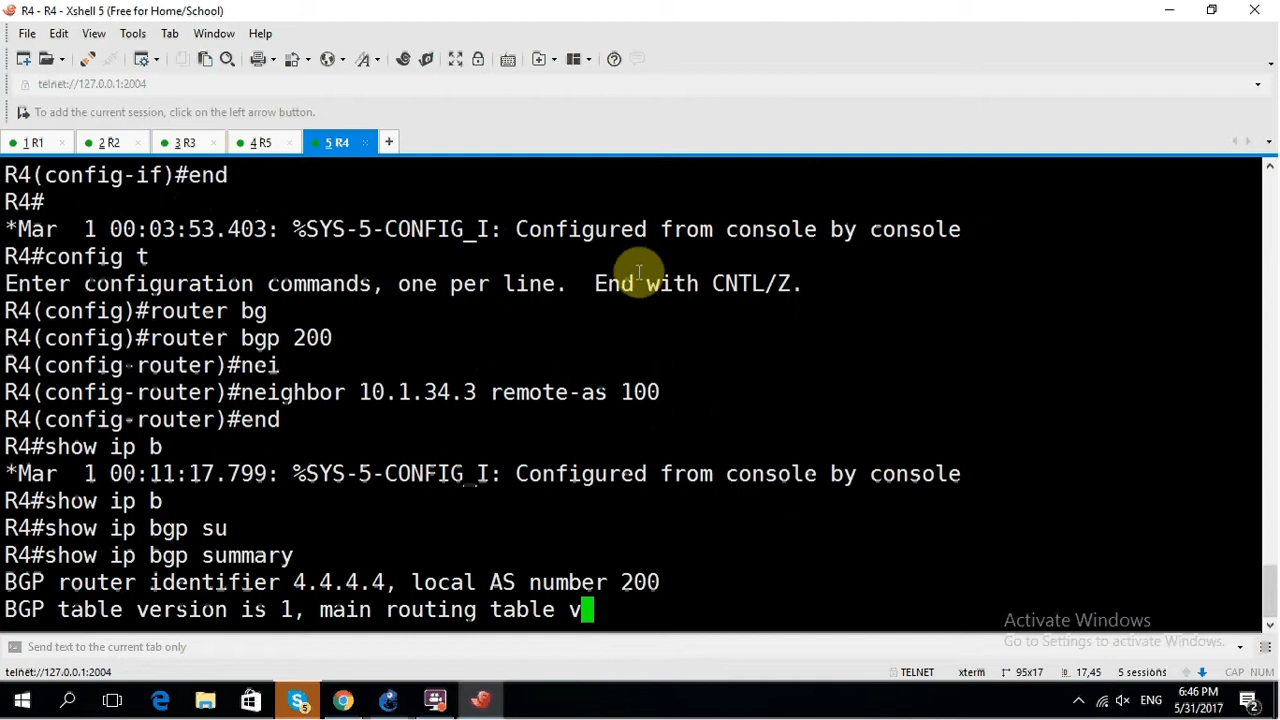 R4 - R4 - Xshell 5 (Free for Home/School)
File Edit View Tools Tab Window Help
telnet://127.0.0.1:2004
To add the current session, click on the left arrow button.
1 R1 2 R2 3 R3 4 R5 5 R4
R4(config-if)#end
R4#
*Mar  1 00:03:53.403: %SYS-5-CONFIG_I: Configured from console by console
R4#config t
Enter configuration commands, one per line.  End with CNTL/Z.
R4(config)#router bg
R4(config)#router bgp 200
R4(config-router)#nei
R4(config-router)#neighbor 10.1.34.3 remote-as 100
R4(config-router)#end
R4#show ip b
*Mar  1 00:11:17.799: %SYS-5-CONFIG_I: Configured from console by console
R4#show ip b
R4#show ip bgp su
R4#show ip bgp summary
BGP router identifier 4.4.4.4, local AS number 200
BGP table version is 1, main routing table v
Activate Windows
Go to Settings to activate Windows.
Send text to the current tab only
telnet://127.0.0.1:2004 TELNET xterm 95x17 17,45 5 sessions CAP NUM
ENG
6:46 PM
5/31/2017